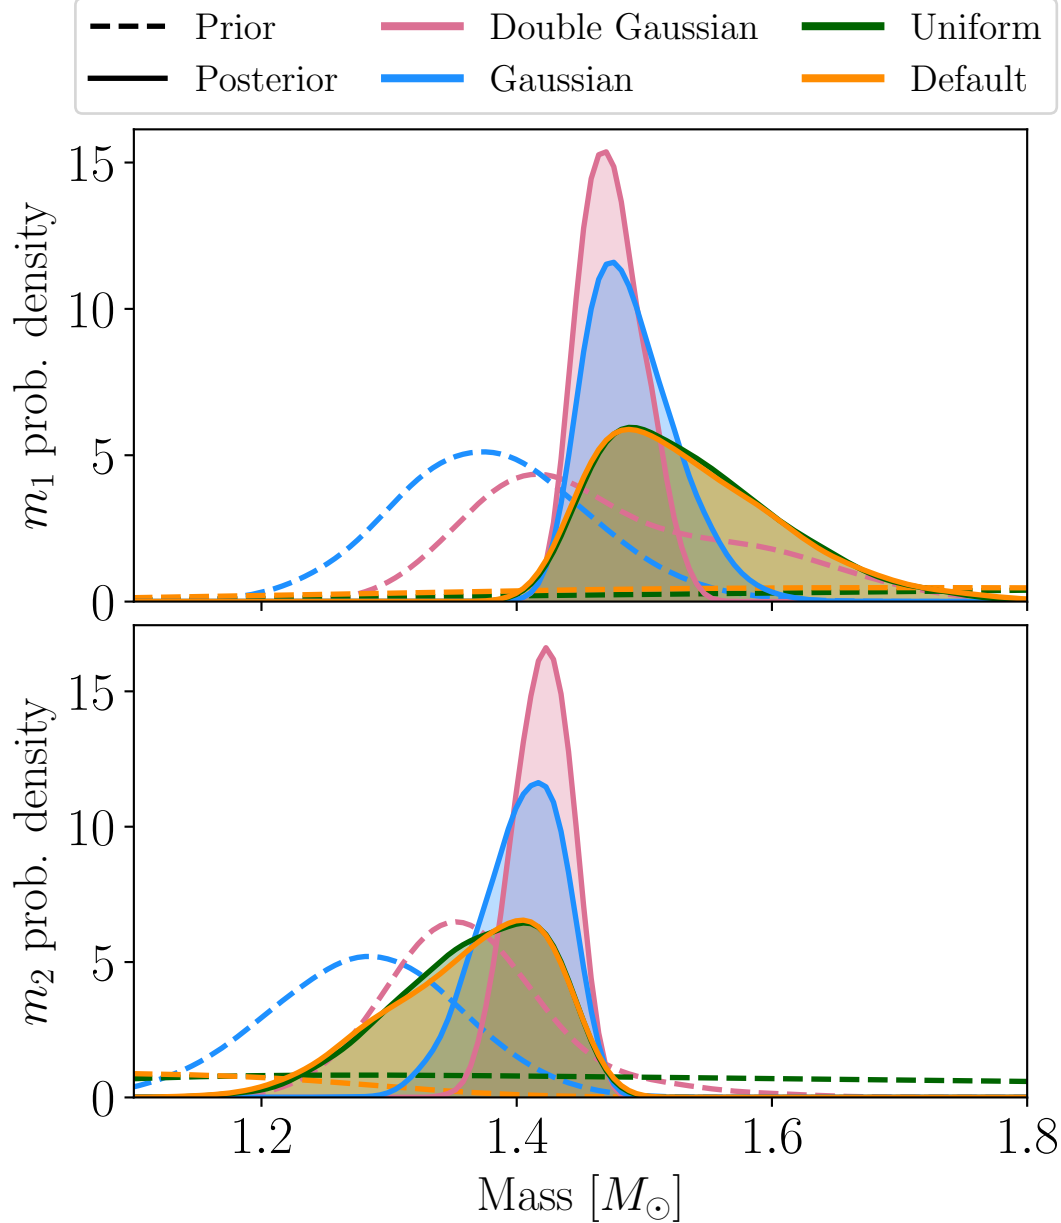 Prior Double Gaussian Uniform
Posterior Gaussian Default
15
10
5
0
m₁ prob. density
15
10
5
0
m₂ prob. density
1.2 1.4 1.6 1.8
Mass [M⊙]